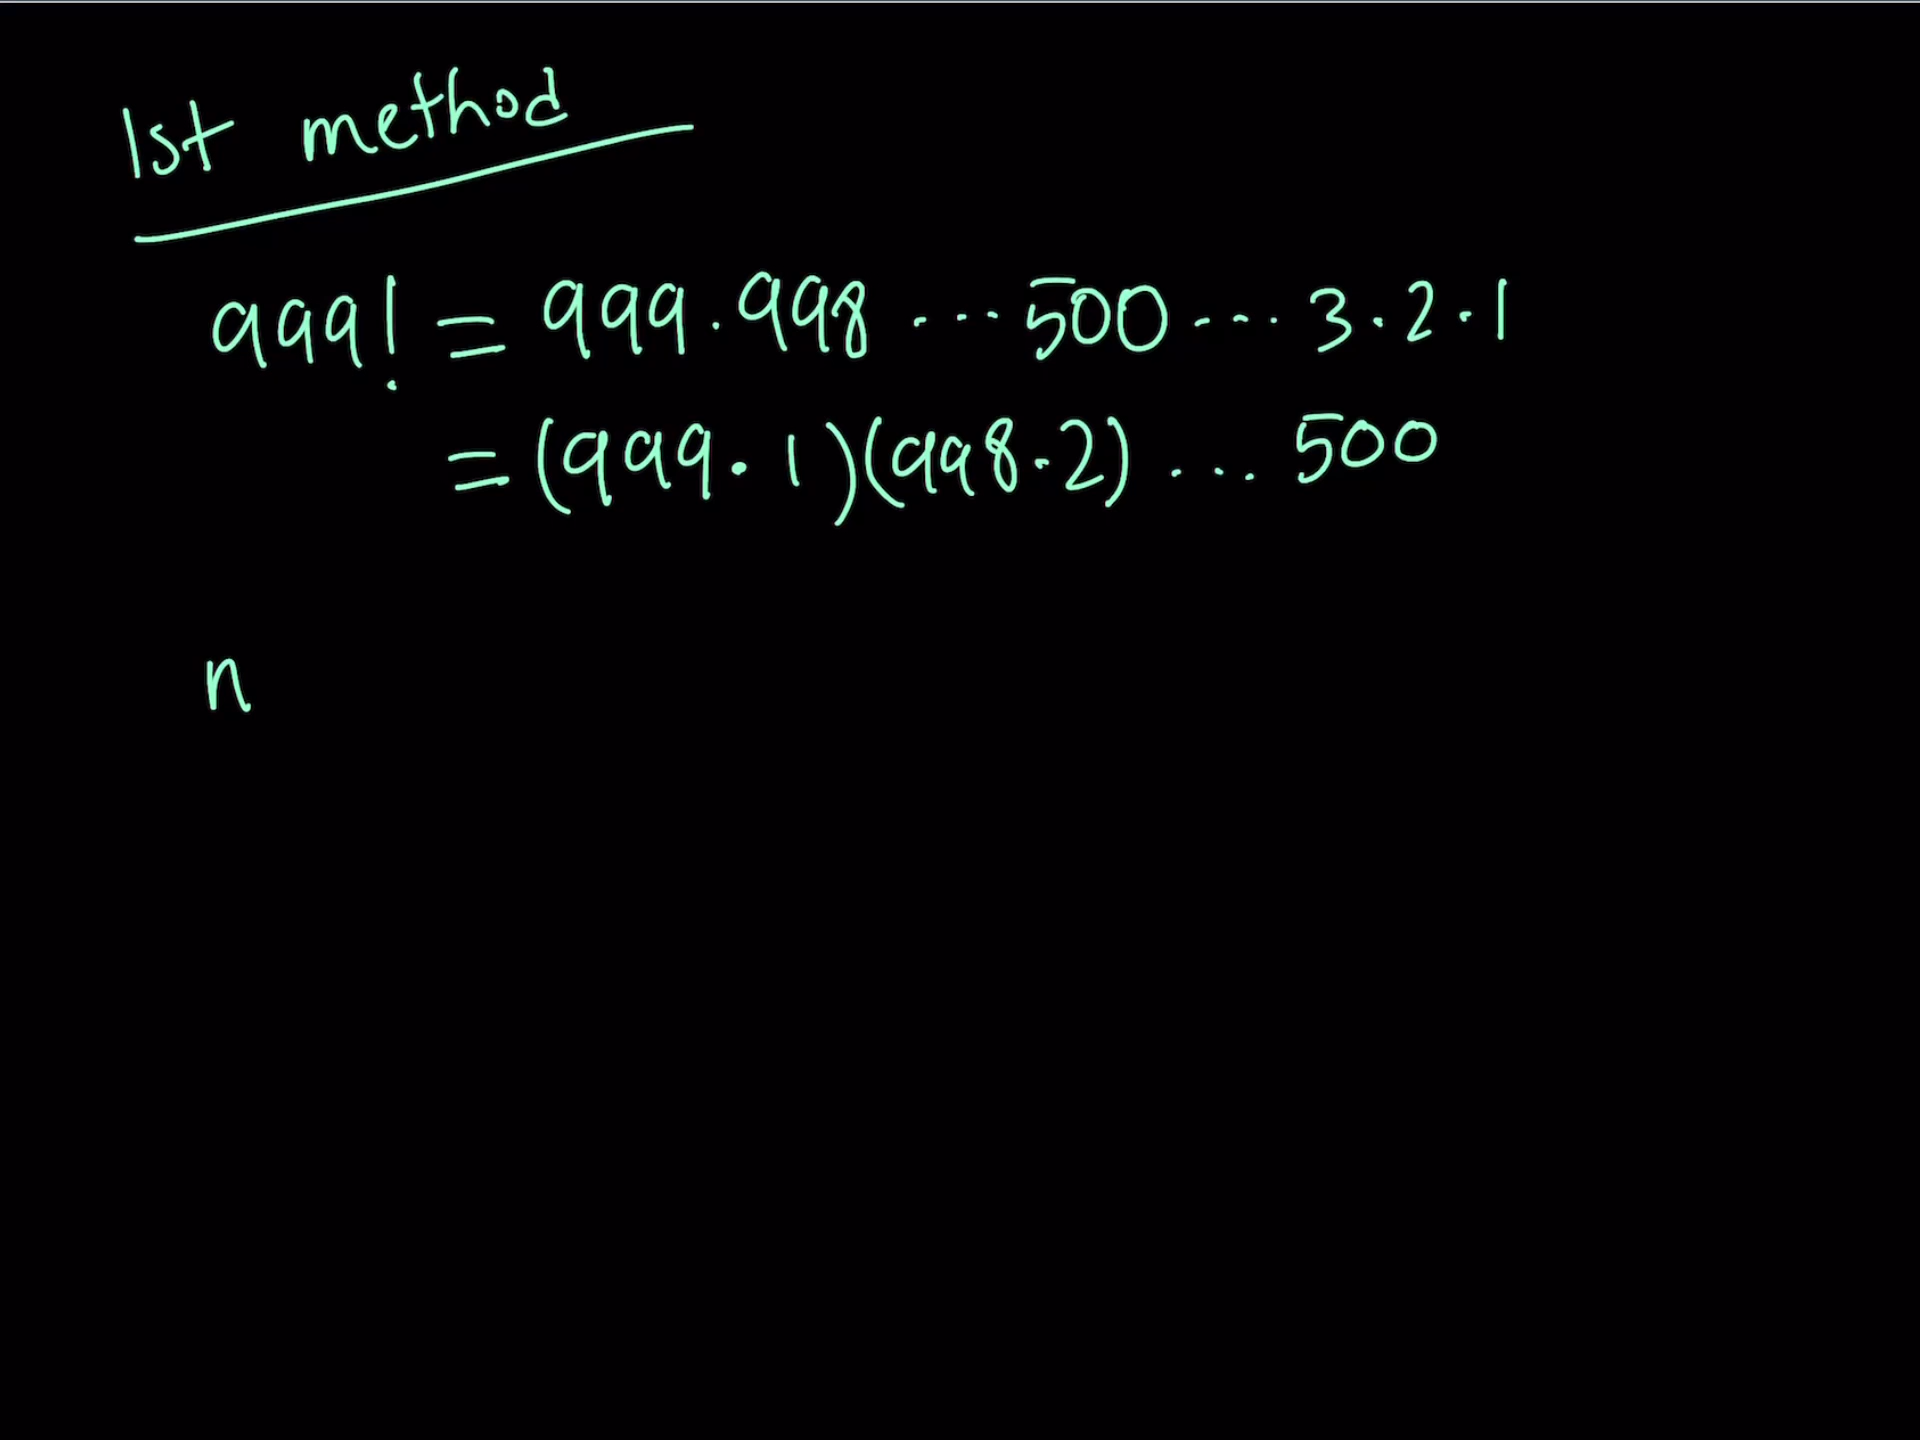 1st method
999! = 999.998 ... 500 ... 3.2.1
= (999.1)(998.2) ... 500
n